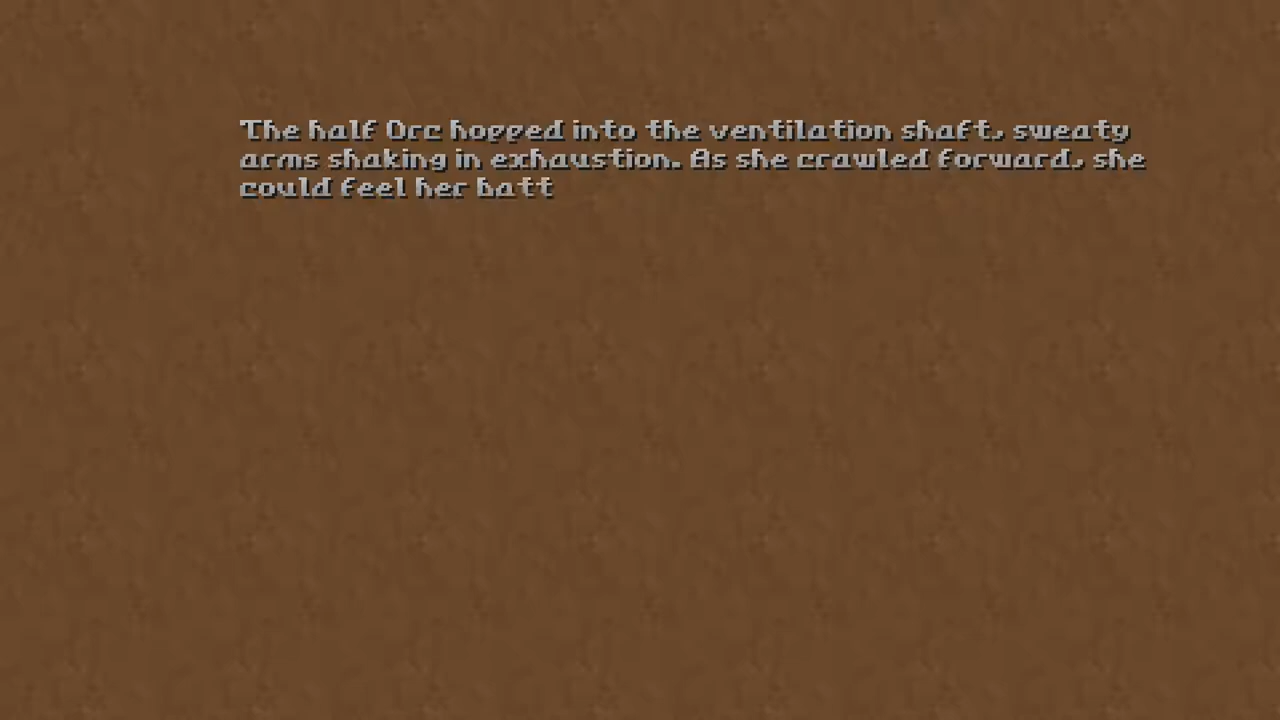 The half Orc hopped into the ventilation shaft, sweaty
arms shaking in exhaustion. As she crawled forward, she
could feel her batt